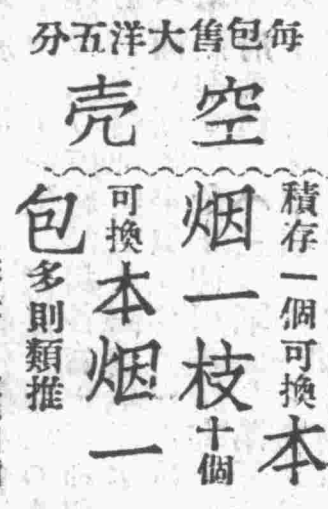 每包售大洋五分
空壳
積存一個可換本
烟一枝十個
可換本烟一
包多則類推